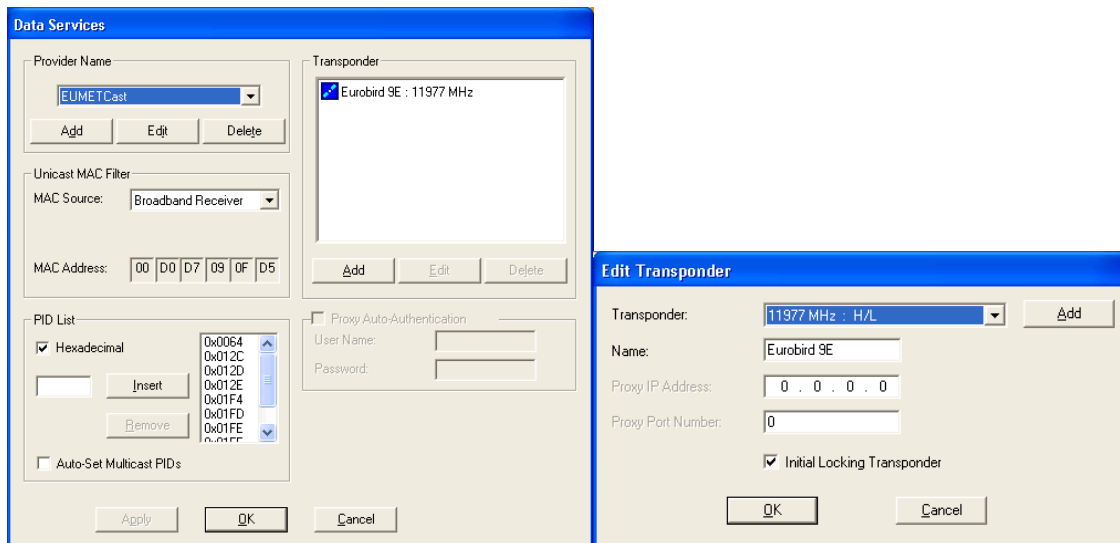 Data Services
Provider Name
EUMETCast
Add Edit Delete
Unicast MAC Filter
MAC Source: Broadband Receiver
MAC Address: 00 D0 D7 09 0F D5
PID List
Hexadecimal
Insert
Remove
0x0064
0x012C
0x012D
0x012E
0x01F4
0x01FD
0x01FE
Auto-Set Multicast PIDs
Transponder
Eurobird 9E : 11977 MHz
Add Edit Delete
Proxy Auto-Authentication
User Name:
Password:
Apply OK Cancel
Edit Transponder
Transponder: 11977 MHz : H/L Add
Name: Eurobird 9E
Proxy IP Address: 0 . 0 . 0 . 0
Proxy Port Number: 0
Initial Locking Transponder
OK Cancel